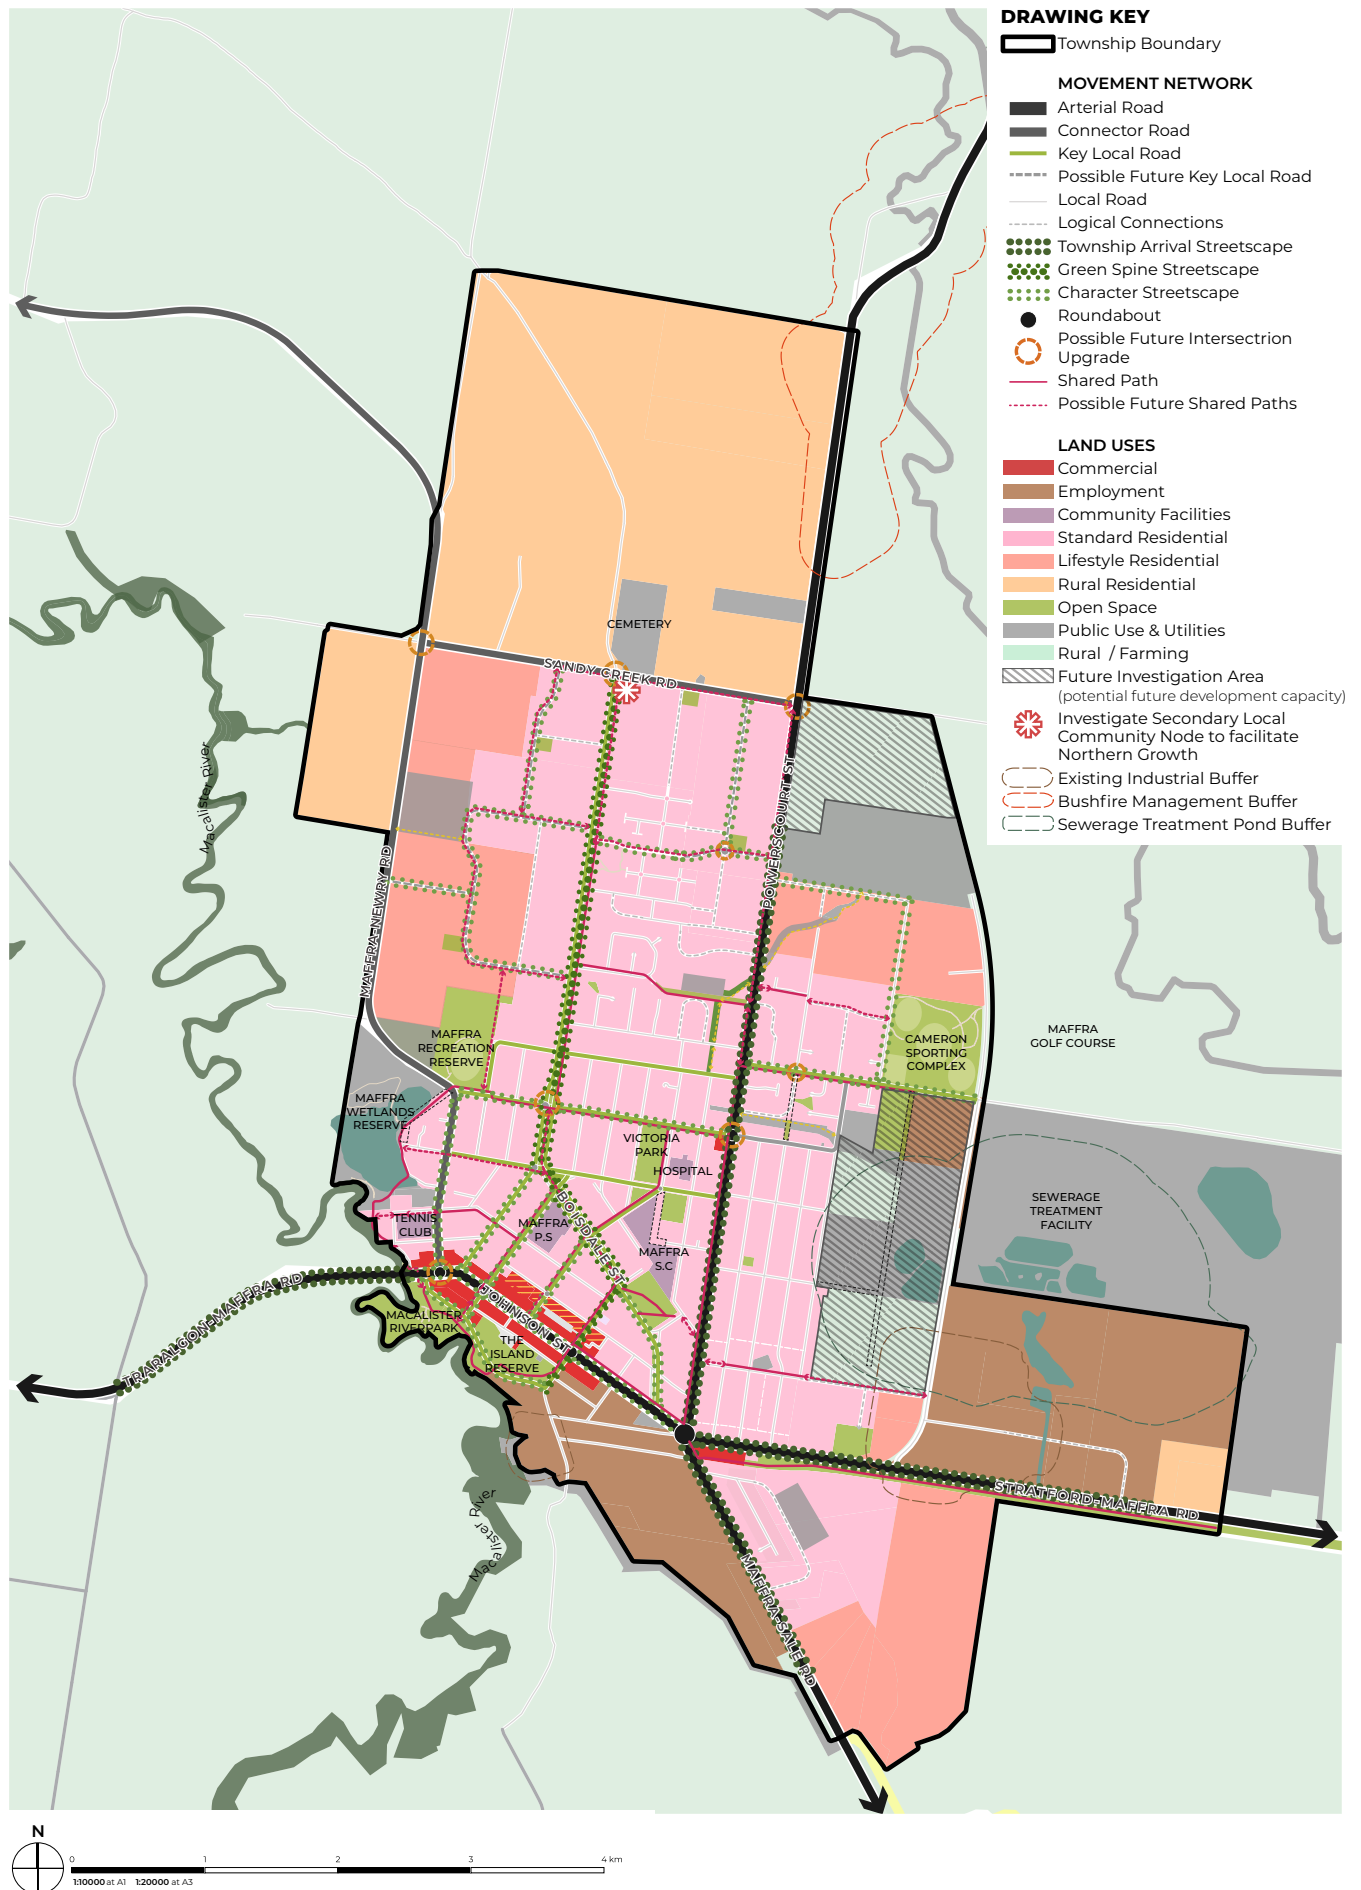 DRAWING KEY
Township Boundary
MOVEMENT NETWORK
Arterial Road
Connector Road
Key Local Road
Possible Future Key Local Road
Local Road
Logical Connections
Township Arrival Streetscape
Green Spine Streetscape
Character Streetscape
Roundabout
Possible Future Intersectrion
Upgrade
Shared Path
Possible Future Shared Paths
LAND USES
Commercial
Employment
Community Facilities
Standard Residential
Lifestyle Residential
Rural Residential
Open Space
Public Use & Utilities
Rural / Farming
Future Investigation Area
(potential future development capacity)
Investigate Secondary Local
Community Node to facilitate
Northern Growth
Existing Industrial Buffer
Bushfire Management Buffer
Sewerage Treatment Pond Buffer
CEMETERY
SANDY CREEK RD
Macalister River
POWERSCOURT ST
MAFFRA-NEWRY RD
MAFFRA
RECREATION
RESERVE
CAMERON
SPORTING
COMPLEX
MAFFRA
GOLF COURSE
MAFFRA
WETLANDS
RESERVE
VICTORIA
PARK
HOSPITAL
BOISDALE ST
TENNIS
CLUB
MAFFRA
P.S
MAFFRA
S.C
SEWERAGE
TREATMENT
FACILITY
TRARALGON-MAFFRA RD
JOHNSON ST
MACALISTER
RIVERPARK
THE
ISLAND
RESERVE
STRATFORD-MAFFRA RD
Macalister River
MAFFRA-SALE RD
N
0 1 2 3 4 km
1:10000 at A1 1:20000 at A3